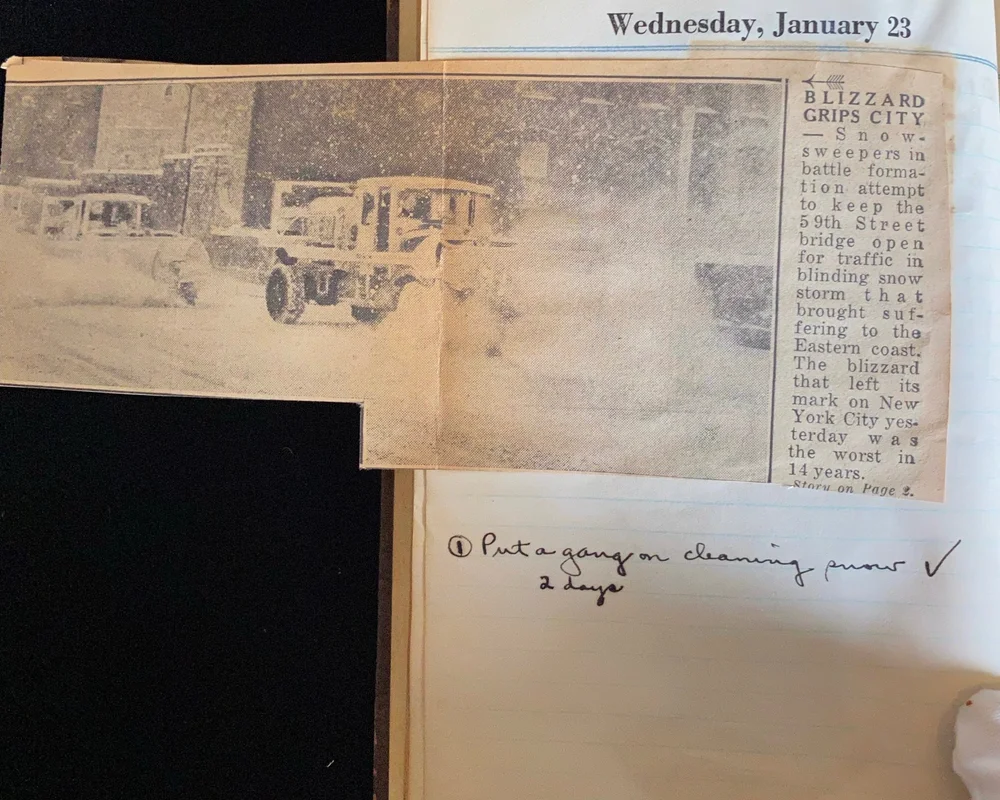 Wednesday, January 23
BLIZZARD
GRIPS CITY
— Snow-
sweepers in
battle forma-
tion attempt
to keep the
59th Street
bridge open
for traffic in
blinding snow
storm that
brought suf-
fering to the
Eastern coast.
The blizzard
that left its
mark on New
York City yes-
terday was
the worst in
14 years.
Story on Page 2.
① Put a gang on cleaning snow ✓
2 days